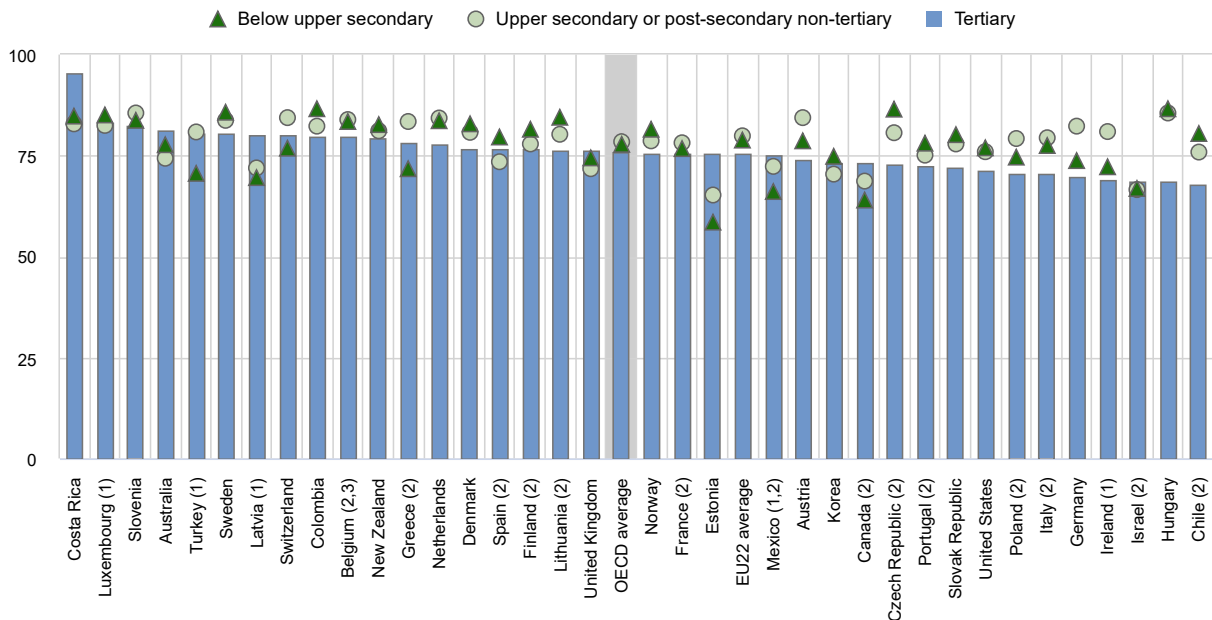 Below upper secondary
Upper secondary or post-secondary non-tertiary
Tertiary
100
75
50
25
0
Costa Rica
Luxembourg (1)
Slovenia
Australia
Turkey (1)
Sweden
Latvia (1)
Switzerland
Colombia
Belgium (2,3)
New Zealand
Greece (2)
Netherlands
Denmark
Spain (2)
Finland (2)
Lithuania (2)
United Kingdom
OECD average
Norway
France (2)
Estonia
EU22 average
Mexico (1,2)
Austria
Korea
Canada (2)
Czech Republic (2)
Portugal (2)
Slovak Republic
United States
Poland (2)
Italy (2)
Germany
Ireland (1)
Israel (2)
Hungary
Chile (2)